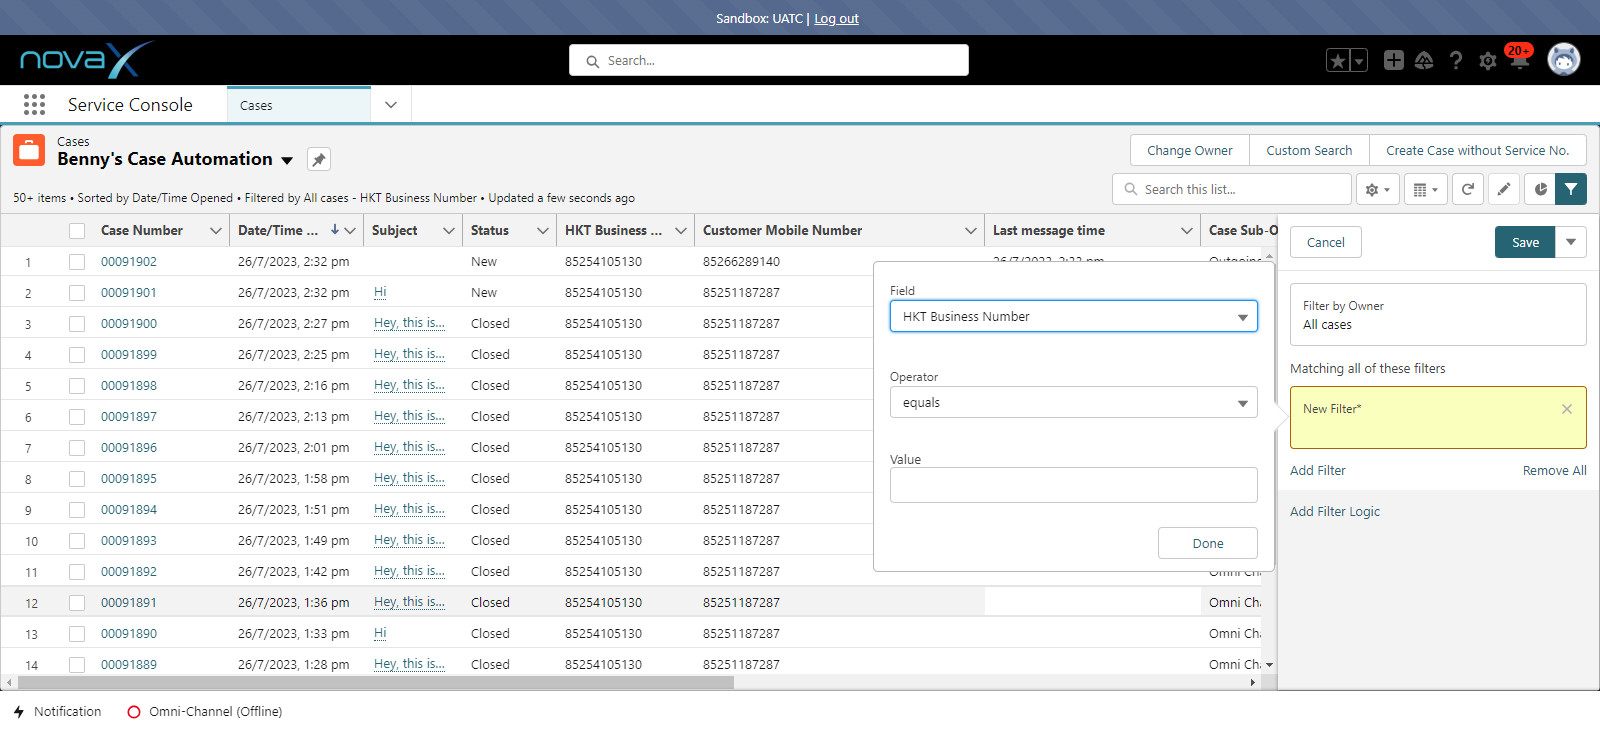 Sandbox: UATC | Log out
novaX
Search...
20+
Service Console
Cases
Cases
Benny's Case Automation
Change Owner
Custom Search
Create Case without Service No.
50+ items • Sorted by Date/Time Opened • Filtered by All cases - HKT Business Number • Updated a few seconds ago
Search this list...
Case Number Date/Time ... Subject Status HKT Business ... Customer Mobile Number Last message time Case Sub-O
1 00091902 26/7/2023, 2:32 pm New 85254105130 85266289140 26/7/2023, 2:33 pm Outgoin
2 00091901 26/7/2023, 2:32 pm Hi New 85254105130 85251187287
3 00091900 26/7/2023, 2:27 pm Hey, this is... Closed 85254105130 85251187287
4 00091899 26/7/2023, 2:25 pm Hey, this is... Closed 85254105130 85251187287
5 00091898 26/7/2023, 2:16 pm Hey, this is... Closed 85254105130 85251187287
6 00091897 26/7/2023, 2:13 pm Hey, this is... Closed 85254105130 85251187287
7 00091896 26/7/2023, 2:01 pm Hey, this is... Closed 85254105130 85251187287
8 00091895 26/7/2023, 1:58 pm Hey, this is... Closed 85254105130 85251187287
9 00091894 26/7/2023, 1:51 pm Hey, this is... Closed 85254105130 85251187287
10 00091893 26/7/2023, 1:49 pm Hey, this is... Closed 85254105130 85251187287
11 00091892 26/7/2023, 1:42 pm Hey, this is... Closed 85254105130 85251187287 Omni Cha
12 00091891 26/7/2023, 1:36 pm Hey, this is... Closed 85254105130 85251187287 Omni Cha
13 00091890 26/7/2023, 1:33 pm Hi Closed 85254105130 85251187287 Omni Cha
14 00091889 26/7/2023, 1:28 pm Hey, this is... Closed 85254105130 85251187287 Omni Cha
Field
HKT Business Number
Operator
equals
Value
Done
Cancel
Save
Filter by Owner
All cases
Matching all of these filters
New Filter*
Add Filter
Remove All
Add Filter Logic
Notification
Omni-Channel (Offline)